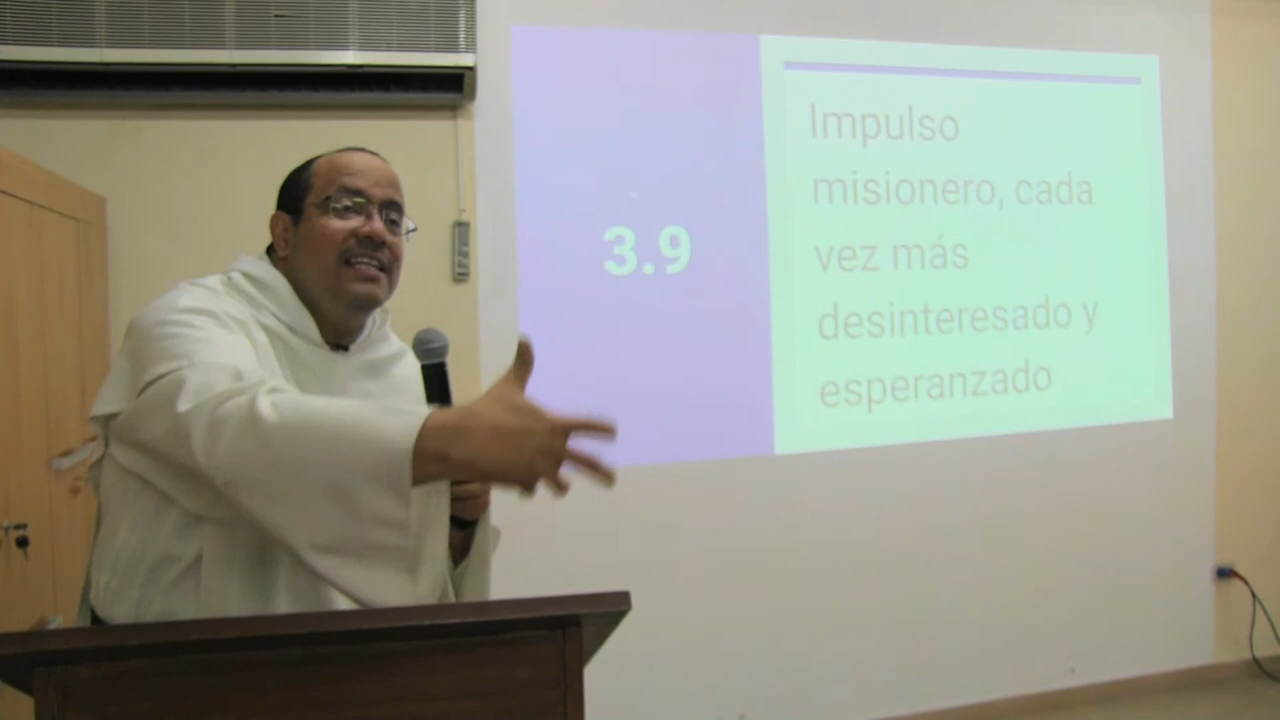 3.9
Impulso
misionero, cada
vez más
desinteresado y
esperanzado